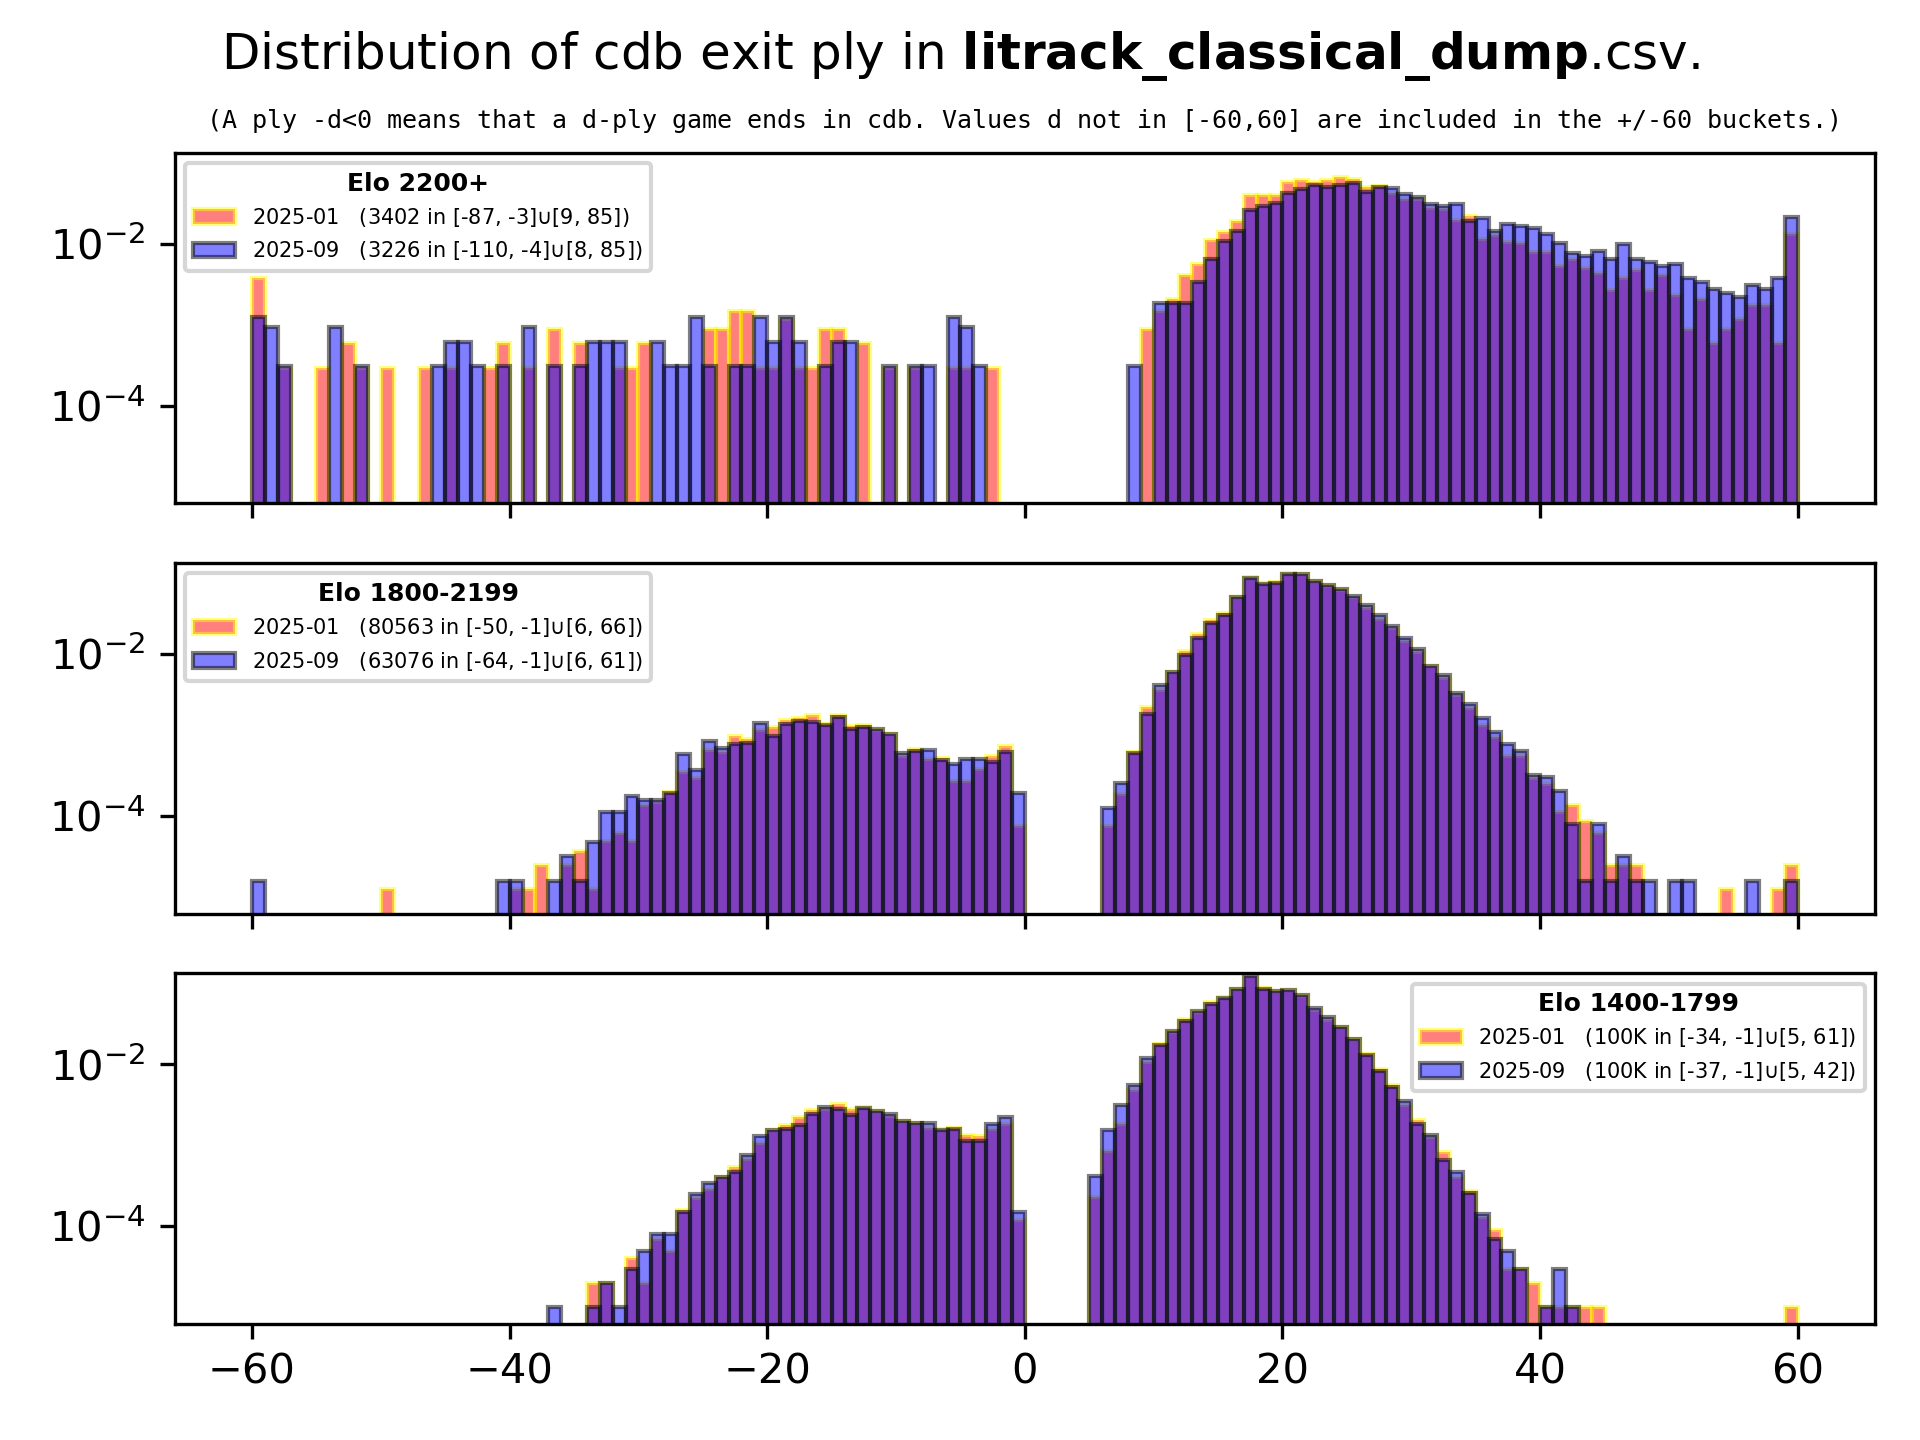 Distribution of cdb exit ply in litrack_classical_dump.csv.
(A ply -d<0 means that a d-ply game ends in cdb. Values d not in [-60,60] are included in the +/-60 buckets.)
Elo 2200+
2025-01 (3402 in [-87, -3]∪[9, 85])
2025-09 (3226 in [-110, -4]∪[8, 85])
10⁻²
10⁻⁴
Elo 1800-2199
2025-01 (80563 in [-50, -1]∪[6, 66])
2025-09 (63076 in [-64, -1]∪[6, 61])
10⁻²
10⁻⁴
Elo 1400-1799
2025-01 (100K in [-34, -1]∪[5, 61])
2025-09 (100K in [-37, -1]∪[5, 42])
10⁻²
10⁻⁴
−60 −40 −20 0 20 40 60